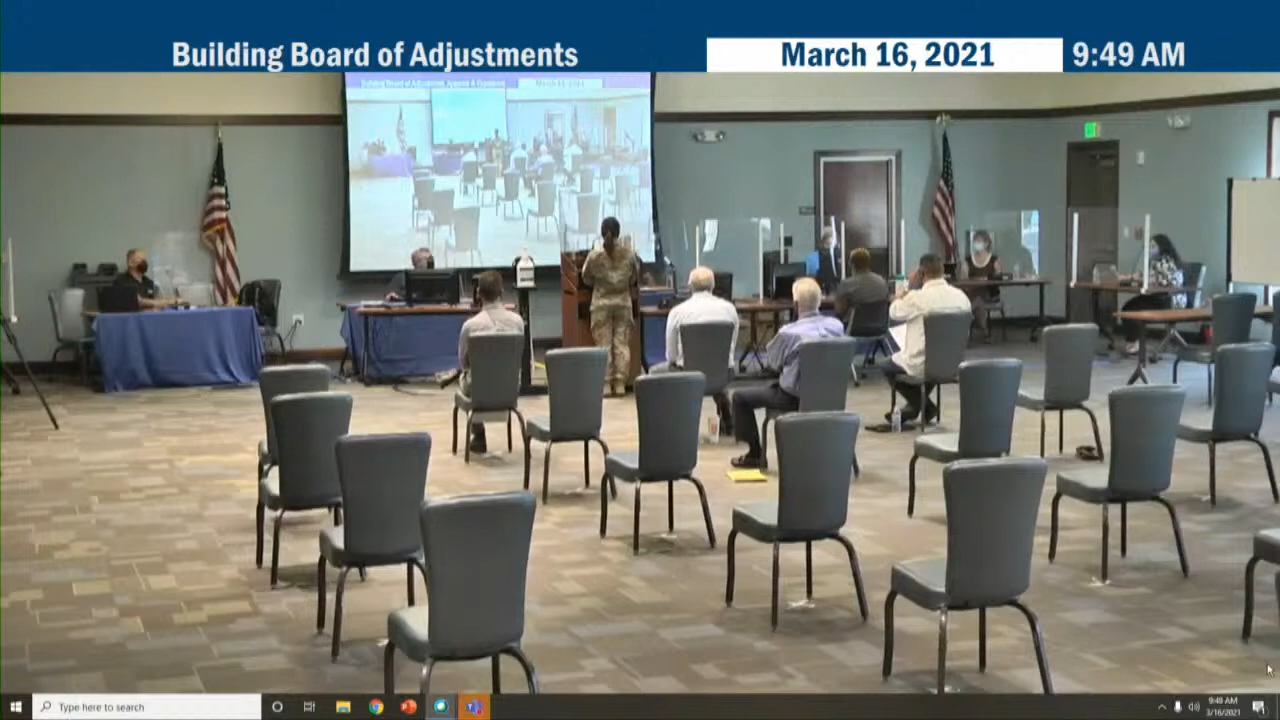 Building Board of Adjustments
March 16, 2021
9:49 AM
Type here to search
9:49 AM
3/16/2021